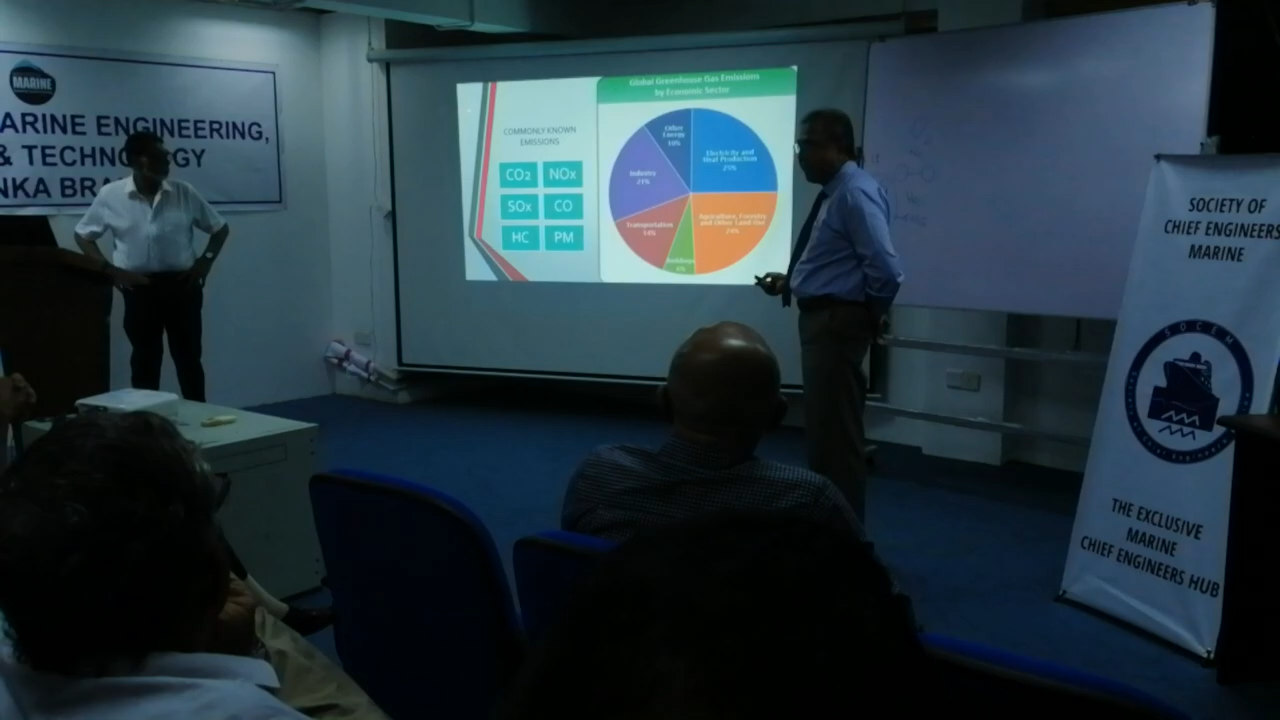 MARINE
ARINE ENGINEERING,
& TECHNOLOGY
NKA BRA
COMMONLY KNOWN
EMISSIONS
CO2 NOx
SOx CO
HC PM
Global Greenhouse Gas Emissions
by Economic Sector
Other
Energy
10%
Electricity and
Heat Production
25%
Industry
21%
Transportation
14%
Agriculture, Forestry
and Other Land Use
24%
Buildings
6%
SOCIETY OF
CHIEF ENGINEERS
MARINE
SOCEM
THE EXCLUSIVE
MARINE
CHIEF ENGINEERS HUB